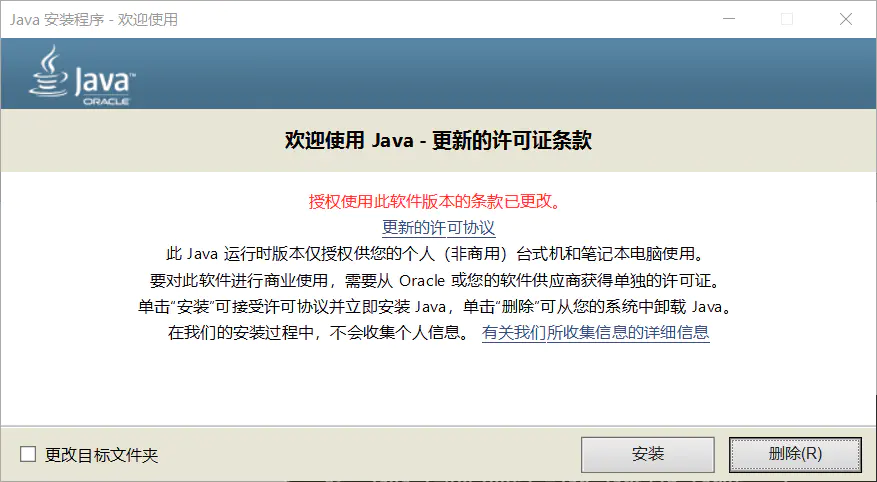 Java 安装程序 - 欢迎使用
Java™
ORACLE
欢迎使用 Java - 更新的许可证条款
授权使用此软件版本的条款已更改。
更新的许可协议
此 Java 运行时版本仅授权供您的个人（非商用）台式机和笔记本电脑使用。
要对此软件进行商业使用，需要从 Oracle 或您的软件供应商获得单独的许可证。
单击“安装”可接受许可协议并立即安装 Java，单击“删除”可从您的系统中卸载 Java。
在我们的安装过程中，不会收集个人信息。 有关我们所收集信息的详细信息
更改目标文件夹
安装
删除(R)